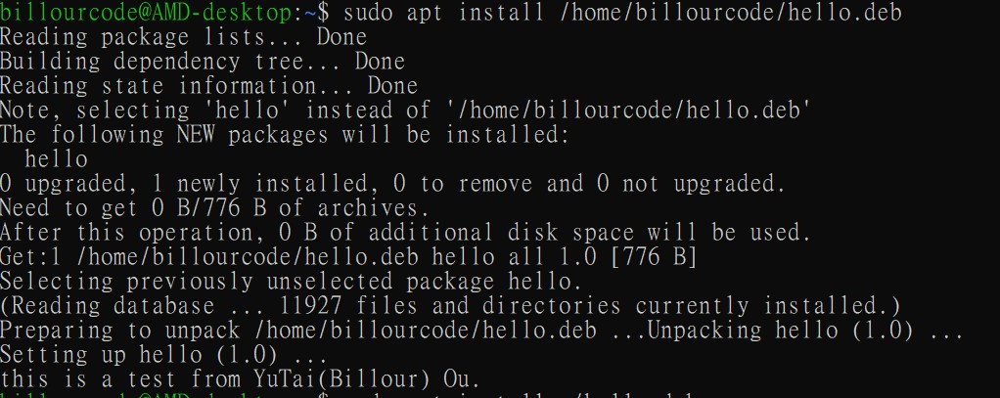 billourcode@AMD-desktop:~$ sudo apt install /home/billourcode/hello.deb
Reading package lists... Done
Building dependency tree... Done
Reading state information... Done
Note, selecting 'hello' instead of '/home/billourcode/hello.deb'
The following NEW packages will be installed:
  hello
0 upgraded, 1 newly installed, 0 to remove and 0 not upgraded.
Need to get 0 B/776 B of archives.
After this operation, 0 B of additional disk space will be used.
Get:1 /home/billourcode/hello.deb hello all 1.0 [776 B]
Selecting previously unselected package hello.
(Reading database ... 11927 files and directories currently installed.)
Preparing to unpack /home/billourcode/hello.deb ...Unpacking hello (1.0) ...
Setting up hello (1.0) ...
this is a test from YuTai(Billour) Ou.